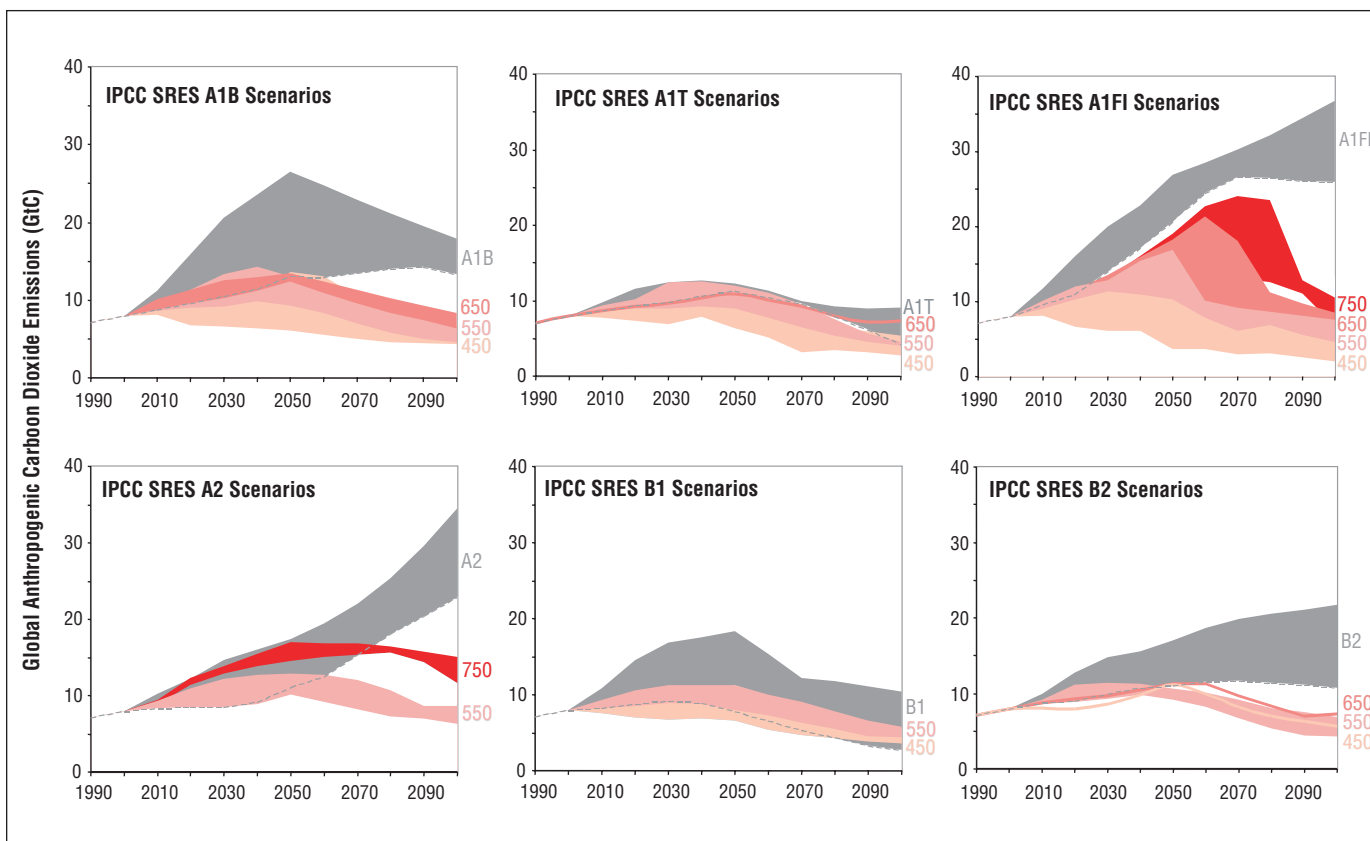 Global Anthropogenic Carbon Dioxide Emissions (GtC)
IPCC SRES A1B Scenarios
40
30
20
10
0
A1B
650
550
450
1990 2010 2030 2050 2070 2090
IPCC SRES A1T Scenarios
40
30
20
10
0
A1T
650
550
450
1990 2010 2030 2050 2070 2090
IPCC SRES A1FI Scenarios
40
30
20
10
0
A1FI
750
650
550
450
1990 2010 2030 2050 2070 2090
IPCC SRES A2 Scenarios
40
30
20
10
0
A2
750
550
1990 2010 2030 2050 2070 2090
IPCC SRES B1 Scenarios
40
30
20
10
0
B1
550
450
1990 2010 2030 2050 2070 2090
IPCC SRES B2 Scenarios
40
30
20
10
0
B2
650
550
450
1990 2010 2030 2050 2070 2090